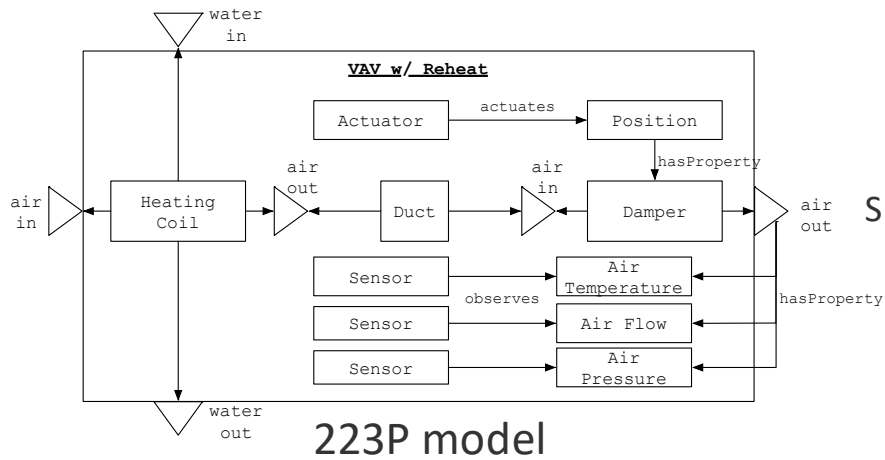 water
in
VAV w/ Reheat
actuates
Actuator
Position
hasProperty
air
out
air
in
air
in
Heating
Coil
Duct
Damper
air
out
S
Sensor
Air
Temperature
observes
hasProperty
Sensor
Air Flow
Sensor
Air
Pressure
water
out
223P model